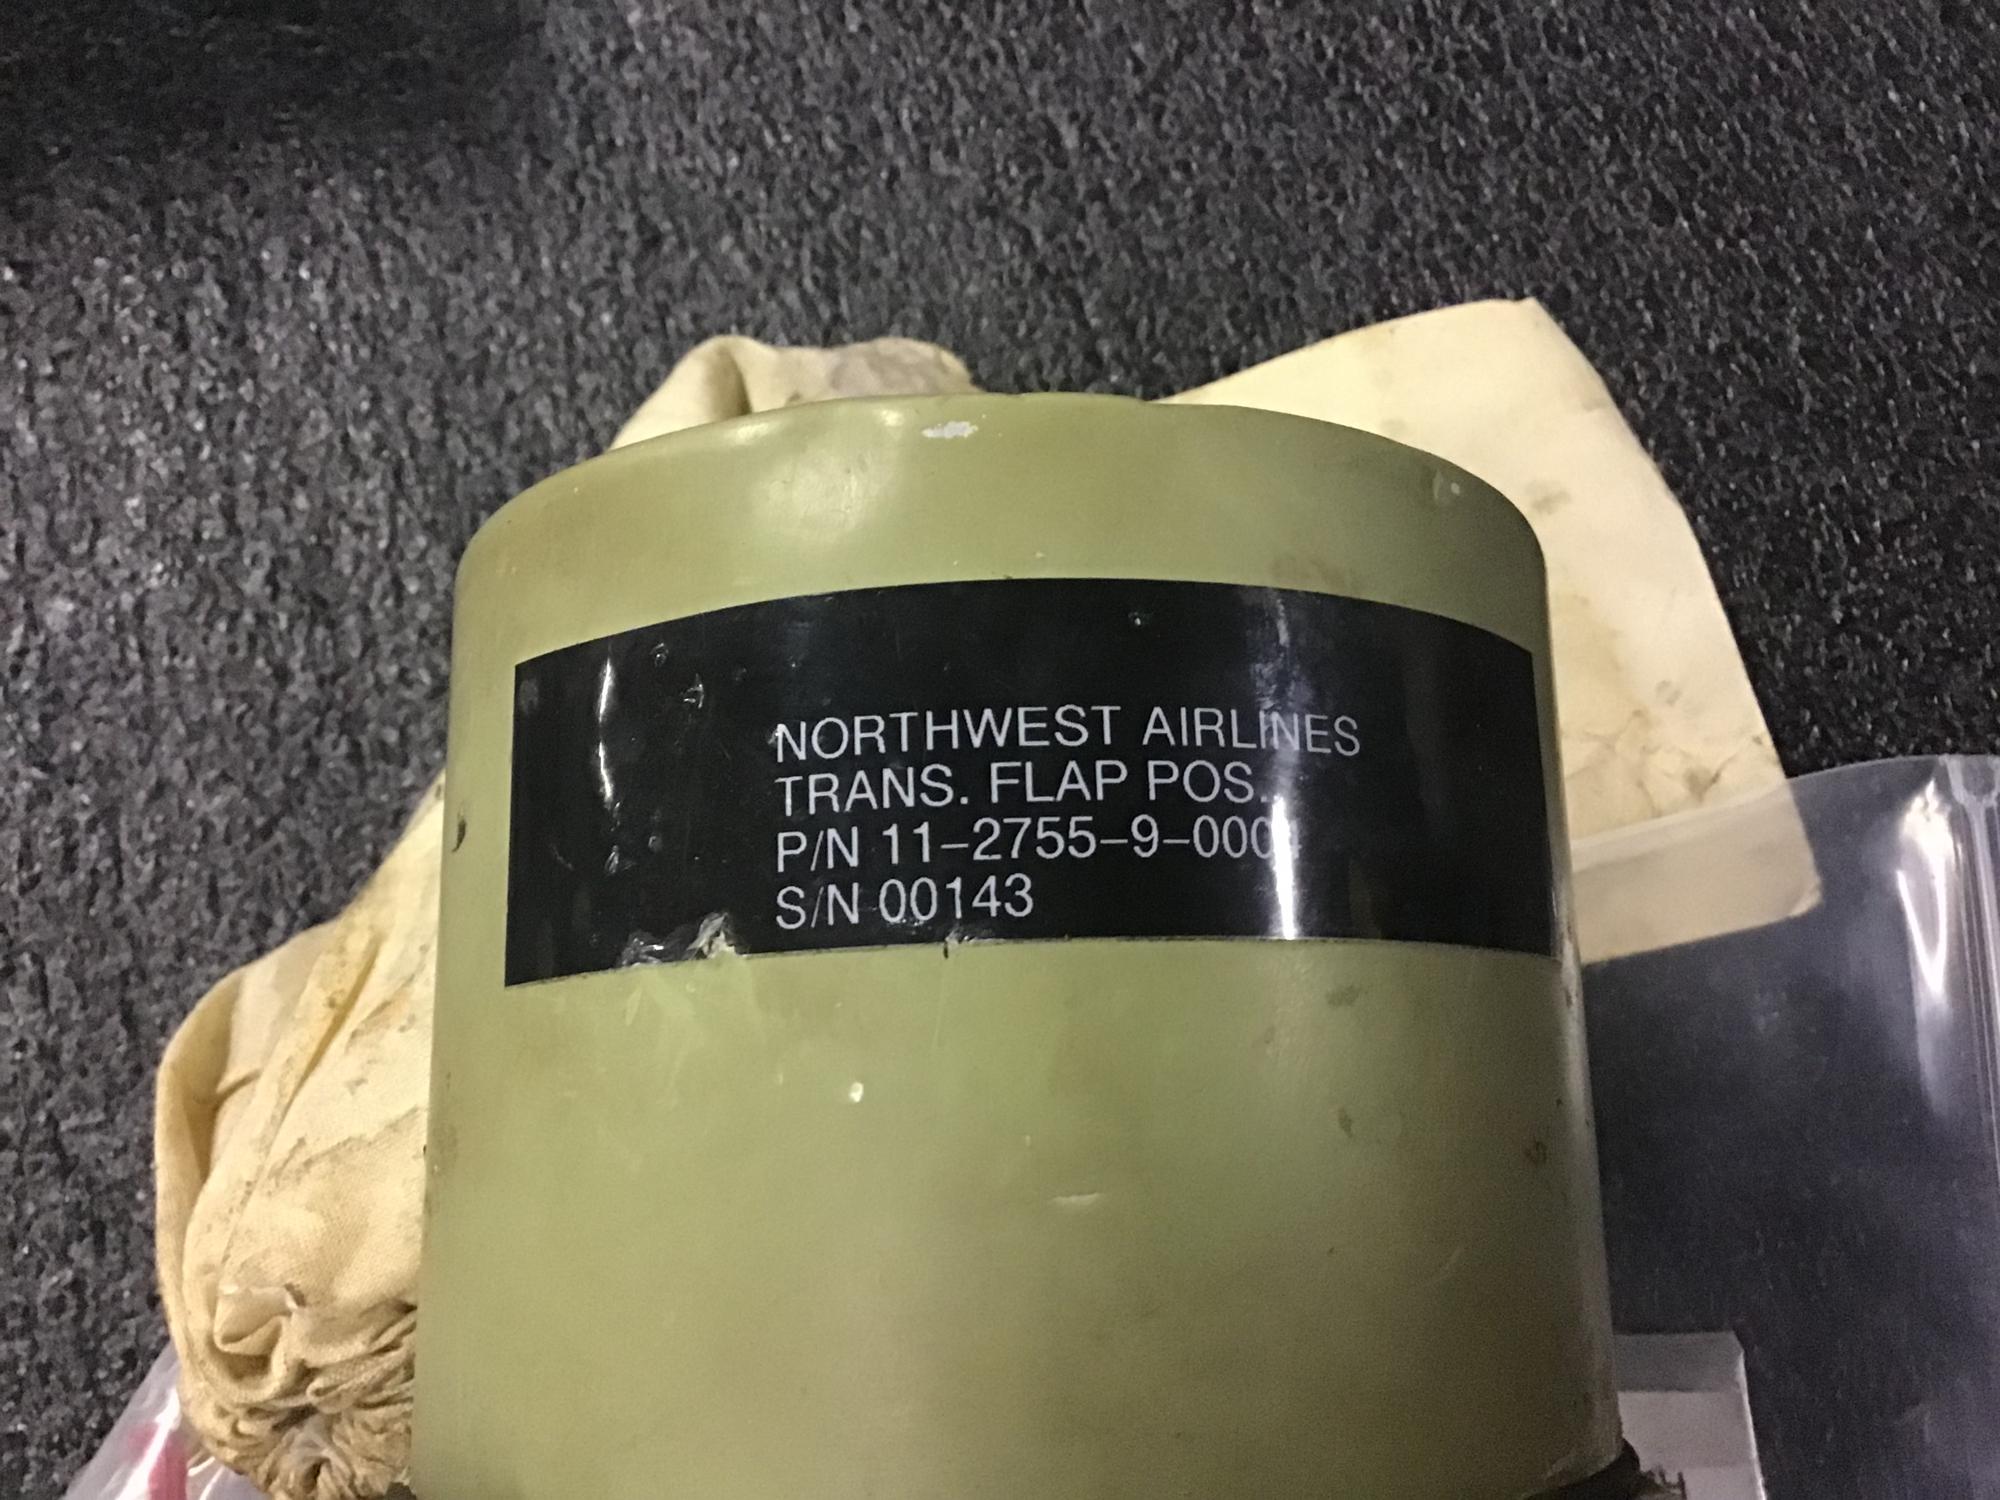 NORTHWEST AIRLINES
TRANS. FLAP POS.
P/N
S/N 00143